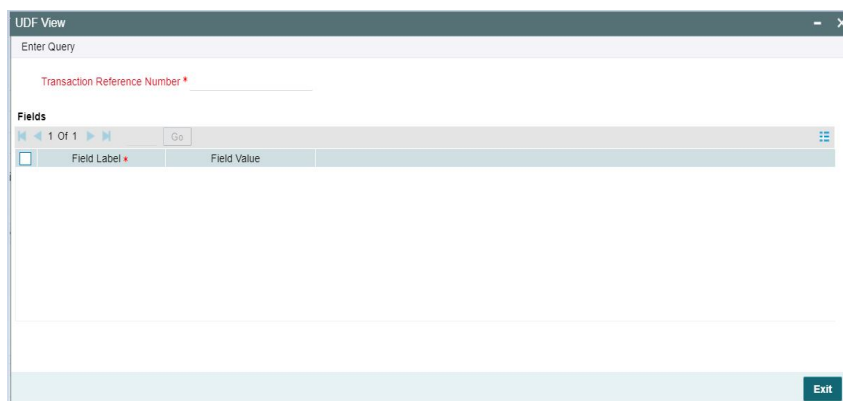 UDF View
Enter Query
Transaction Reference Number *
Fields
1 Of 1 Go
Field Label * Field Value
Exit